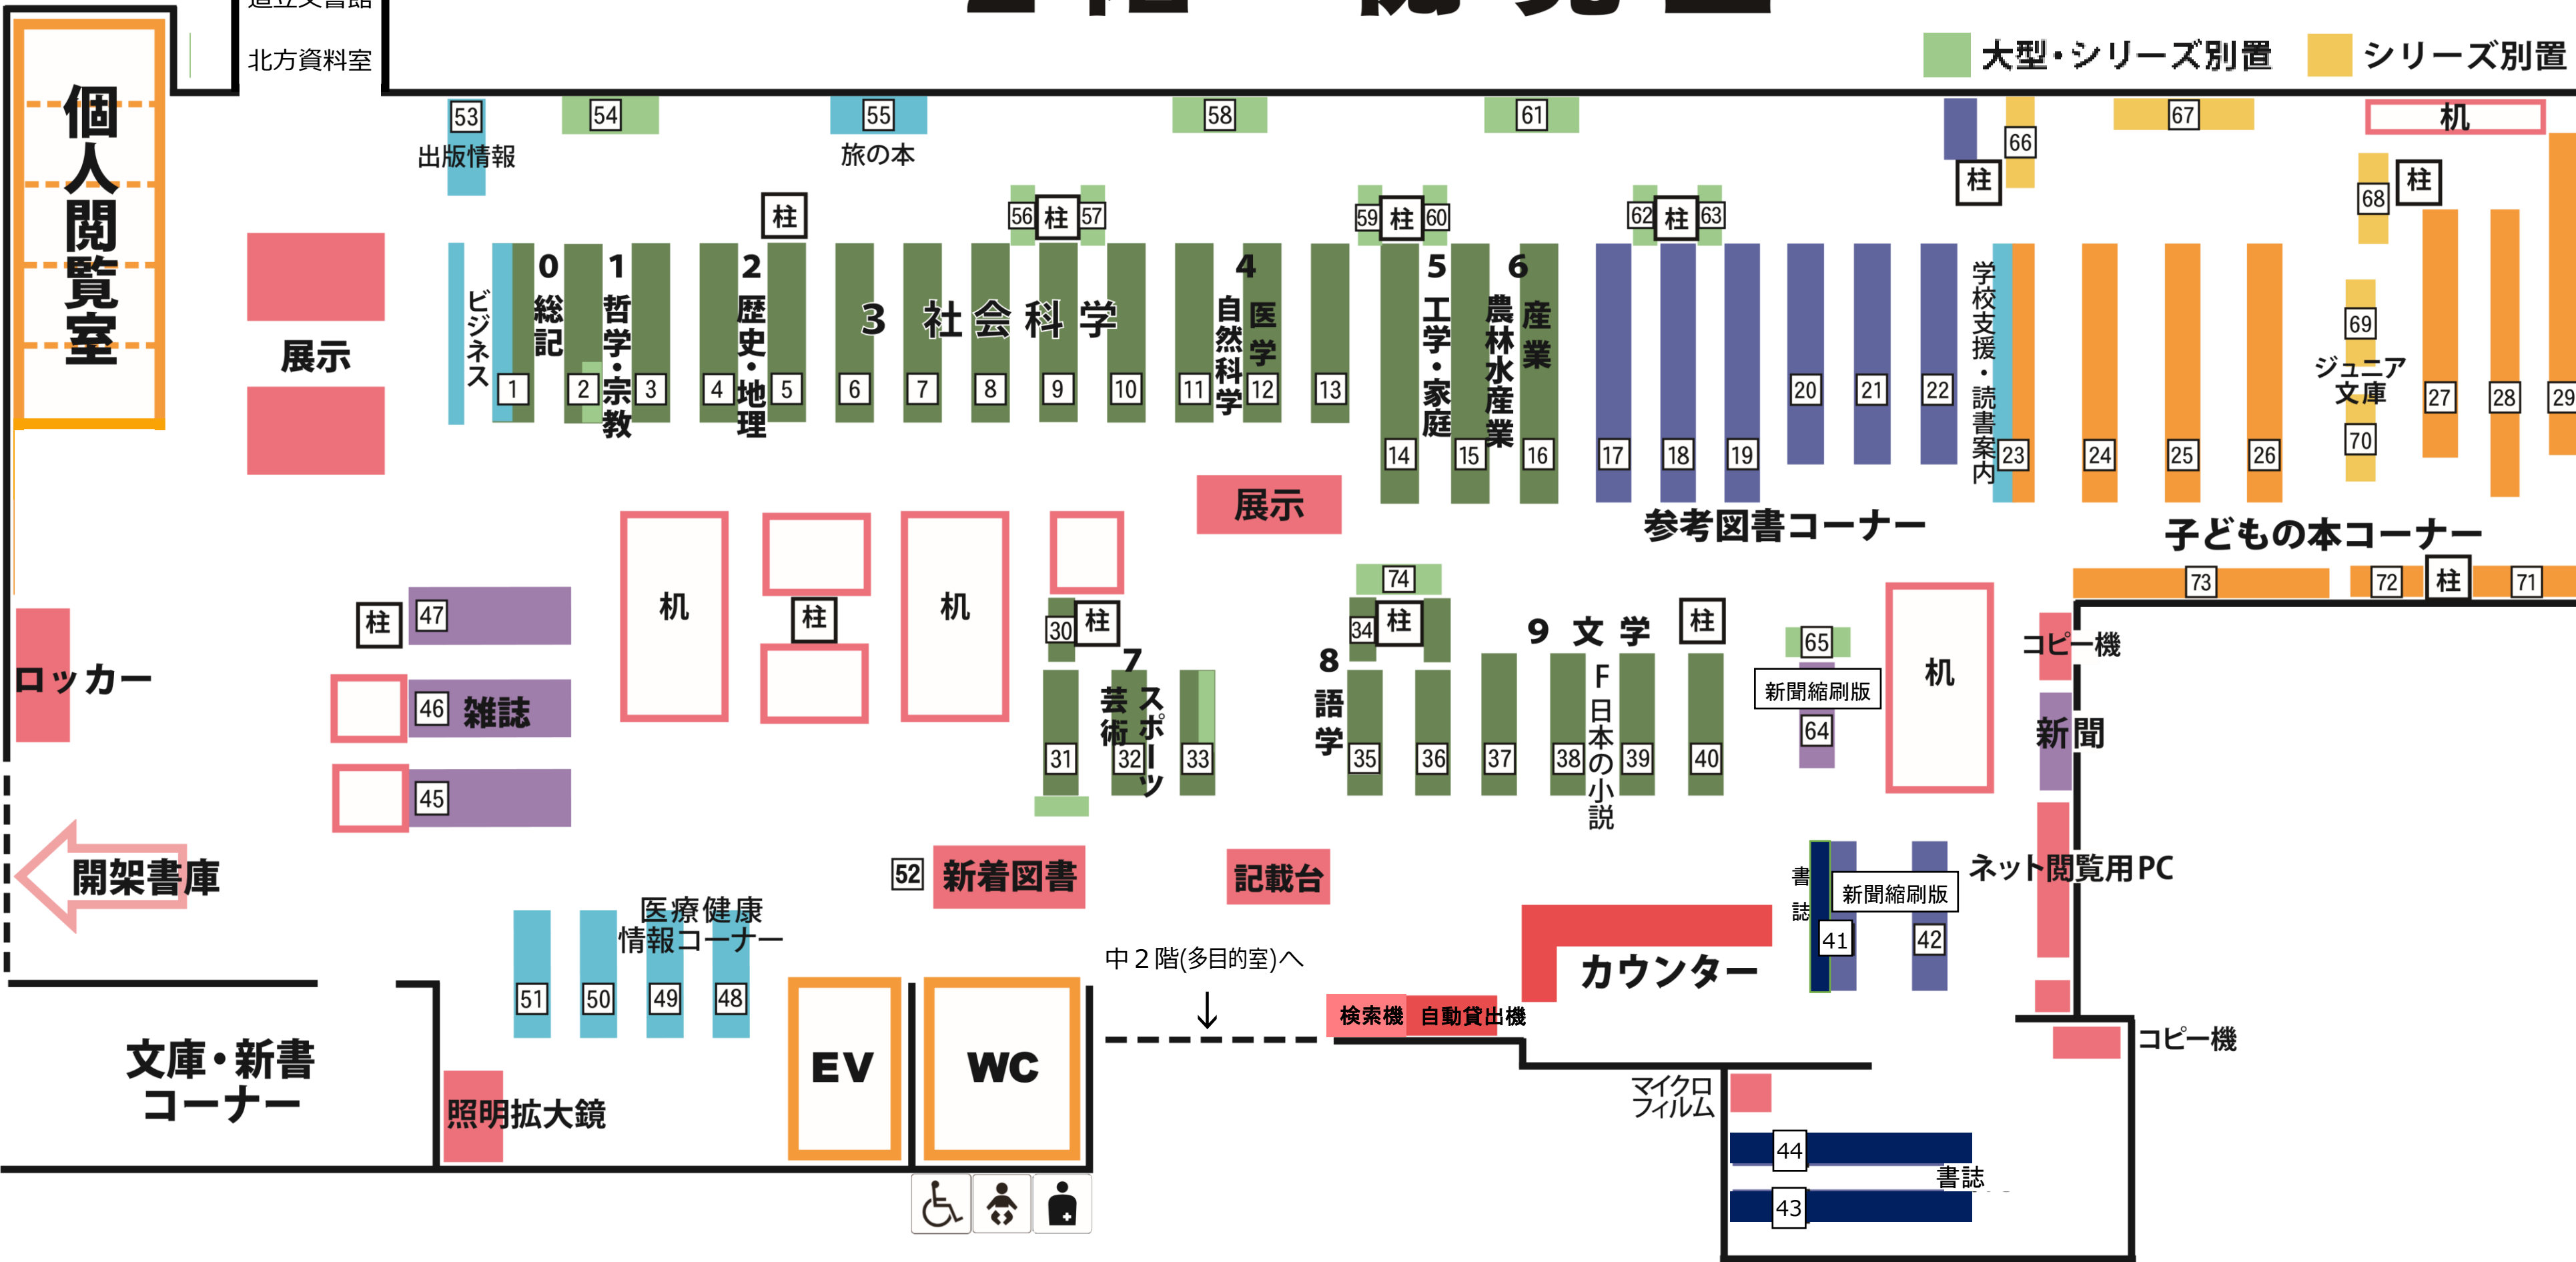 北方資料室
大型・シリーズ別置
シリーズ別置
個人閲覧室
53
出版情報
54
55
旅の本
58
61
66
67
机
柱
56
柱
57
59
柱
60
62
柱
63
柱
68
柱
展示
ビジネス
1
0 総記
2
1 哲学・宗教
3
4
2 歴史・地理
5
6
3 社会科学
7
8
9
10
11
4 自然科学
医学
12
13
14
5 工学・家庭
15
6 農林水産業
産業
16
17
18
19
20
21
22
学校支援・読書案内
23
24
25
26
69
ジュニア
文庫
70
27
28
29
展示
参考図書コーナー
子どもの本コーナー
73
72
柱
71
ロッカー
柱
47
46
雑誌
45
机
柱
机
30
柱
7 芸術
スポーツ
31
32
33
74
34
柱
8 語学
35
36
9 文学
37
38
F 日本の小説
39
柱
40
65
新聞縮刷版
64
机
コピー機
新聞
ネット閲覧用PC
開架書庫
52
新着図書
記載台
医療健康
情報コーナー
51
50
49
48
中2階(多目的室)へ
↓
カウンター
検索機
自動貸出機
書誌
41
新聞縮刷版
42
コピー機
文庫・新書
コーナー
照明拡大鏡
EV
WC
マイクロ
フィルム
44
書誌
43